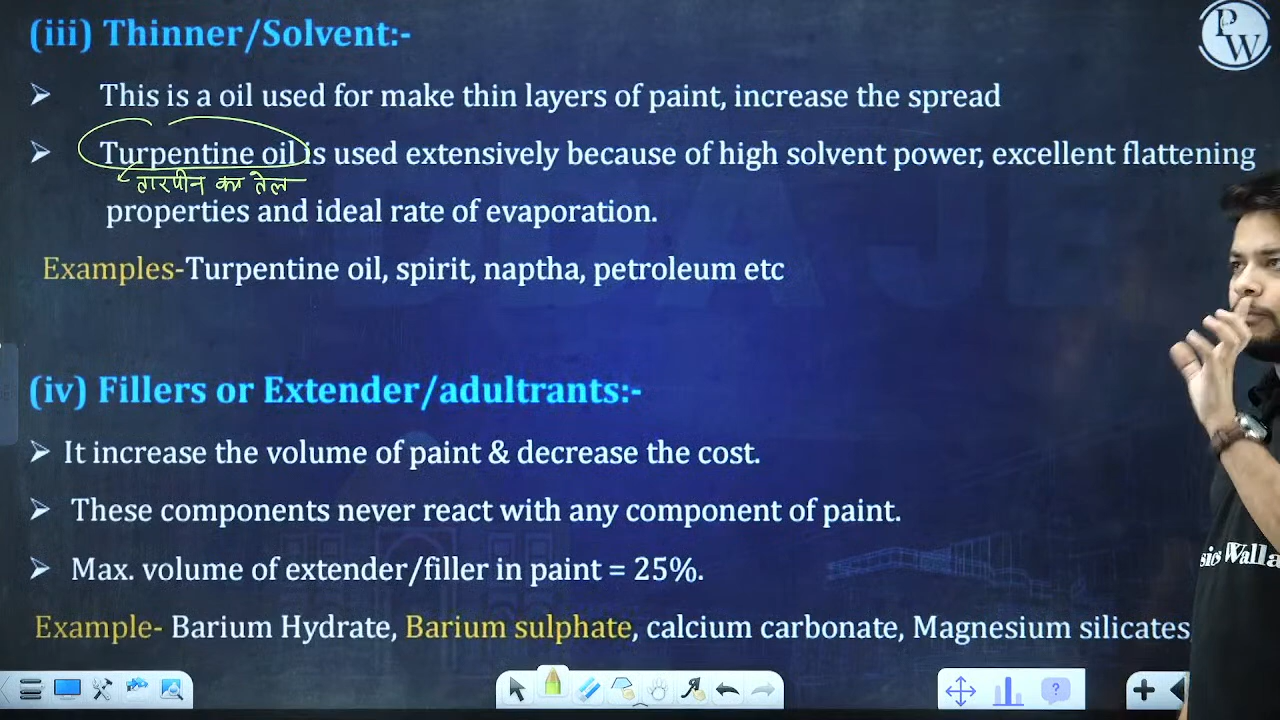 (iii) Thinner/Solvent:-
PW
➤ This is a oil used for make thin layers of paint, increase the spread
➤ Turpentine oil is used extensively because of high solvent power, excellent flattening
तारपीन का तेल
properties and ideal rate of evaporation.
Examples-Turpentine oil, spirit, naptha, petroleum etc
(iv) Fillers or Extender/adultrants:-
➤ It increase the volume of paint & decrease the cost.
➤ These components never react with any component of paint.
sics Walla
➤ Max. volume of extender/filler in paint = 25%.
Example- Barium Hydrate, Barium sulphate, calcium carbonate, Magnesium silicates